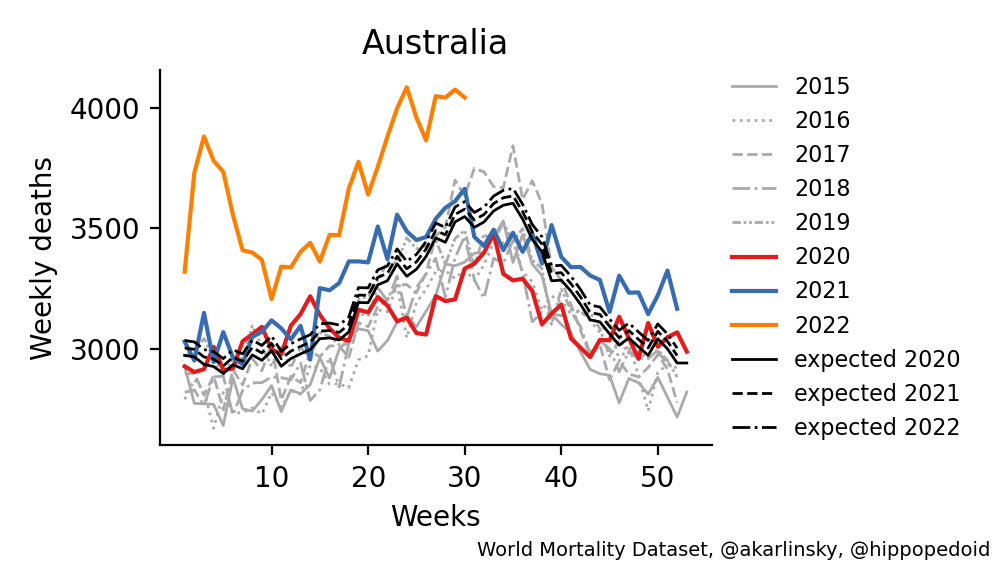 Australia
Weekly deaths
4000
3500
3000
10 20 30 40 50
Weeks
2015
2016
2017
2018
2019
2020
2021
2022
expected 2020
expected 2021
expected 2022
World Mortality Dataset, @akarlinsky, @hippopedoid